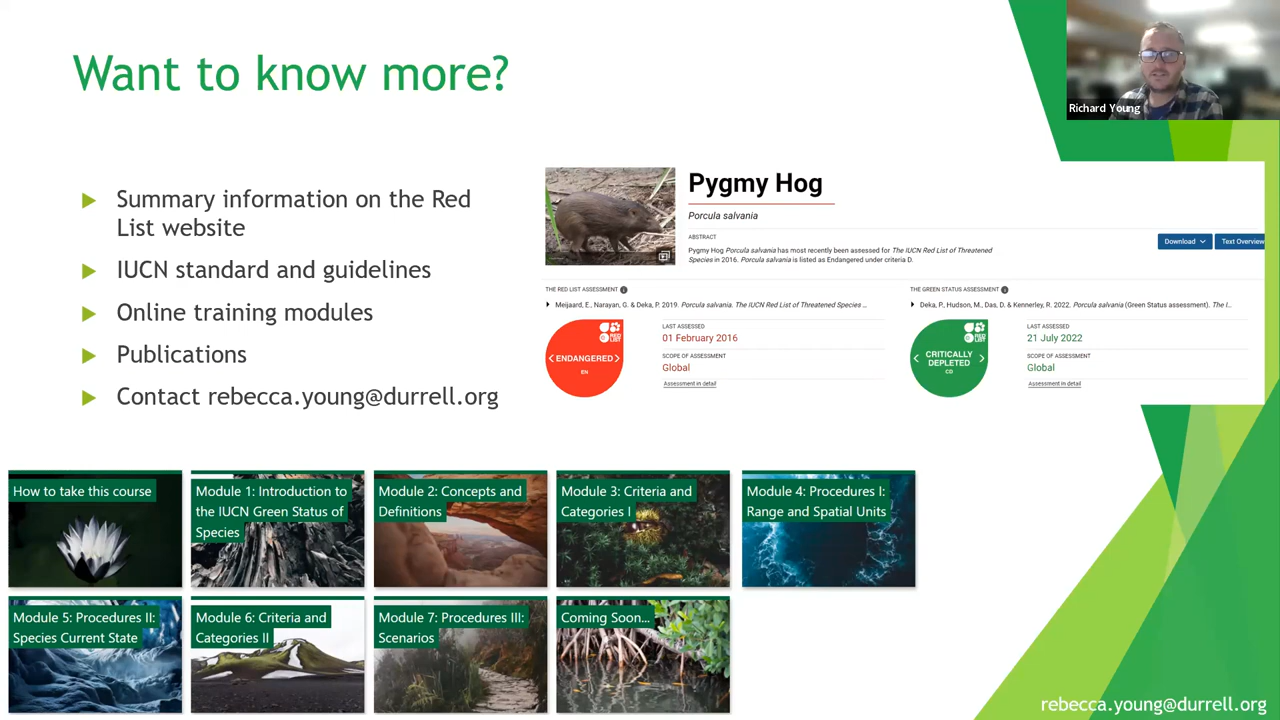 Want to know more?
Richard Young
Summary information on the Red
List website
IUCN standard and guidelines
Online training modules
Publications
Contact rebecca.young@durrell.org
Pygmy Hog
Porcula salvania
ABSTRACT
Pygmy Hog Porcula salvania has most recently been assessed for The IUCN Red List of Threatened
Species in 2016. Porcula salvania is listed as Endangered under criteria D.
Download
Text Overview
THE RED LIST ASSESSMENT
Meijaard, E., Narayan, G. & Deka, P. 2019. Porcula salvania. The IUCN Red List of Threatened Species ...
RED
LIST
<ENDANGERED>
EN
LAST ASSESSED
01 February 2016
SCOPE OF ASSESSMENT
Global
Assessment in detail
THE GREEN STATUS ASSESSMENT
Deka, P., Hudson, M., Das, D. & Kennerley, R. 2022. Porcula salvania (Green Status assessment). The I...
RED
LIST
< CRITICALLY >
DEPLETED
CD
LAST ASSESSED
21 July 2022
SCOPE OF ASSESSMENT
Global
Assessment in detail
How to take this course
Module 1: Introduction to
the IUCN Green Status of
Species
Module 2: Concepts and
Definitions
Module 3: Criteria and
Categories I
Module 4: Procedures I:
Range and Spatial Units
Module 5: Procedures II:
Species Current State
Module 6: Criteria and
Categories II
Module 7: Procedures III:
Scenarios
Coming Soon...
rebecca.young@durrell.org